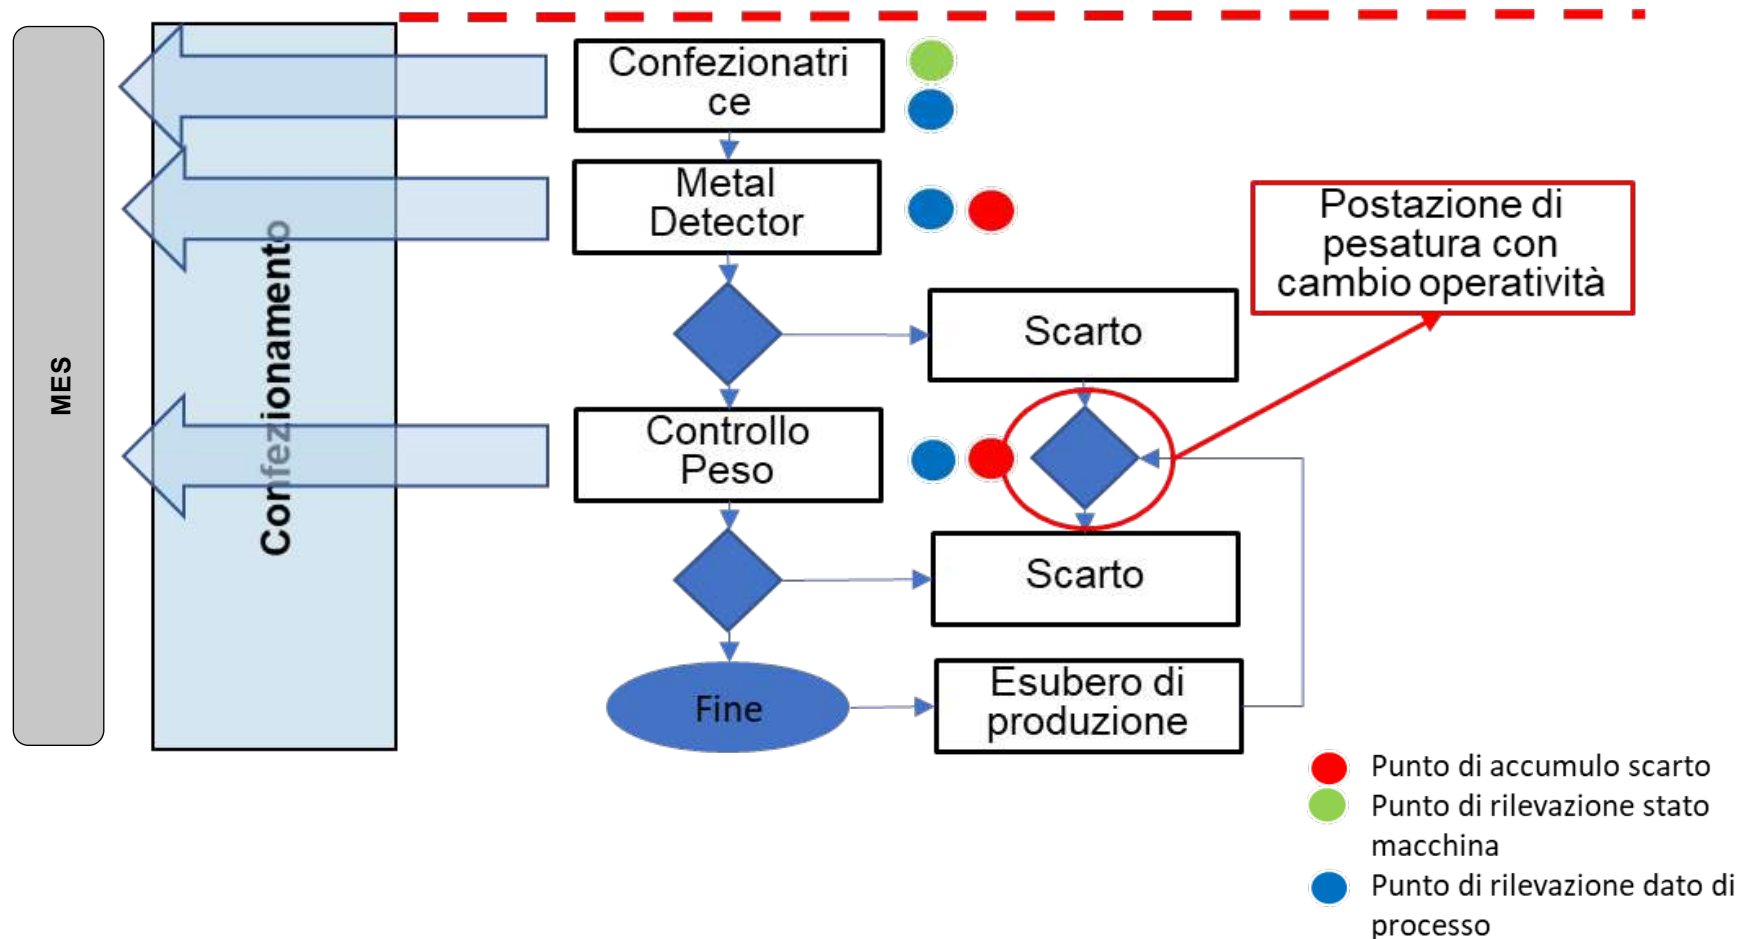 MES
Confezionamento
Confezionatri
ce
Metal
Detector
Postazione di
pesatura con
cambio operatività
Scarto
Controllo
Peso
Scarto
Fine
Esubero di
produzione
Punto di accumulo scarto
Punto di rilevazione stato
macchina
Punto di rilevazione dato di
processo